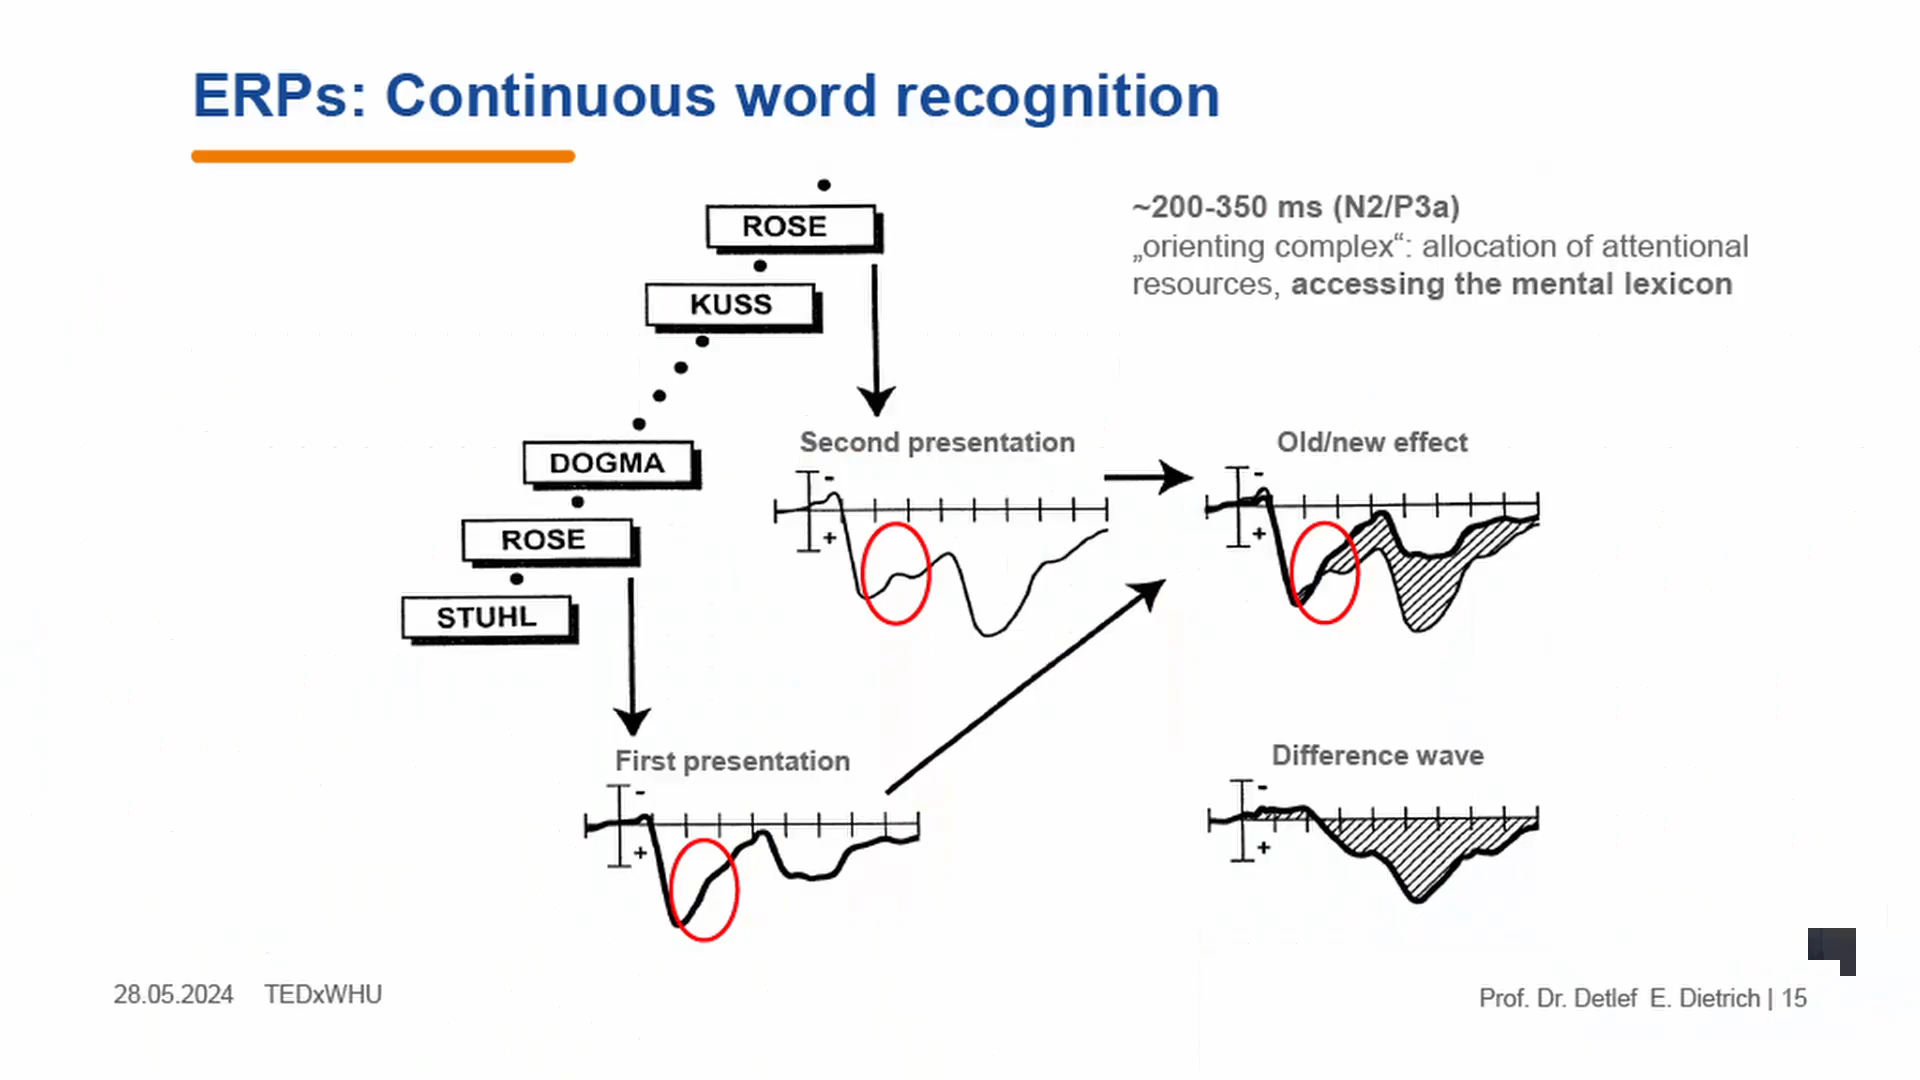 ERPs: Continuous word recognition
ROSE
KUSS
DOGMA
ROSE
STUHL
~200-350 ms (N2/P3a)
„orienting complex“: allocation of attentional
resources, accessing the mental lexicon
Second presentation
-
+
Old/new effect
-
+
First presentation
-
+
Difference wave
-
+
28.05.2024 TEDxWHU
Prof. Dr. Detlef E. Dietrich | 15